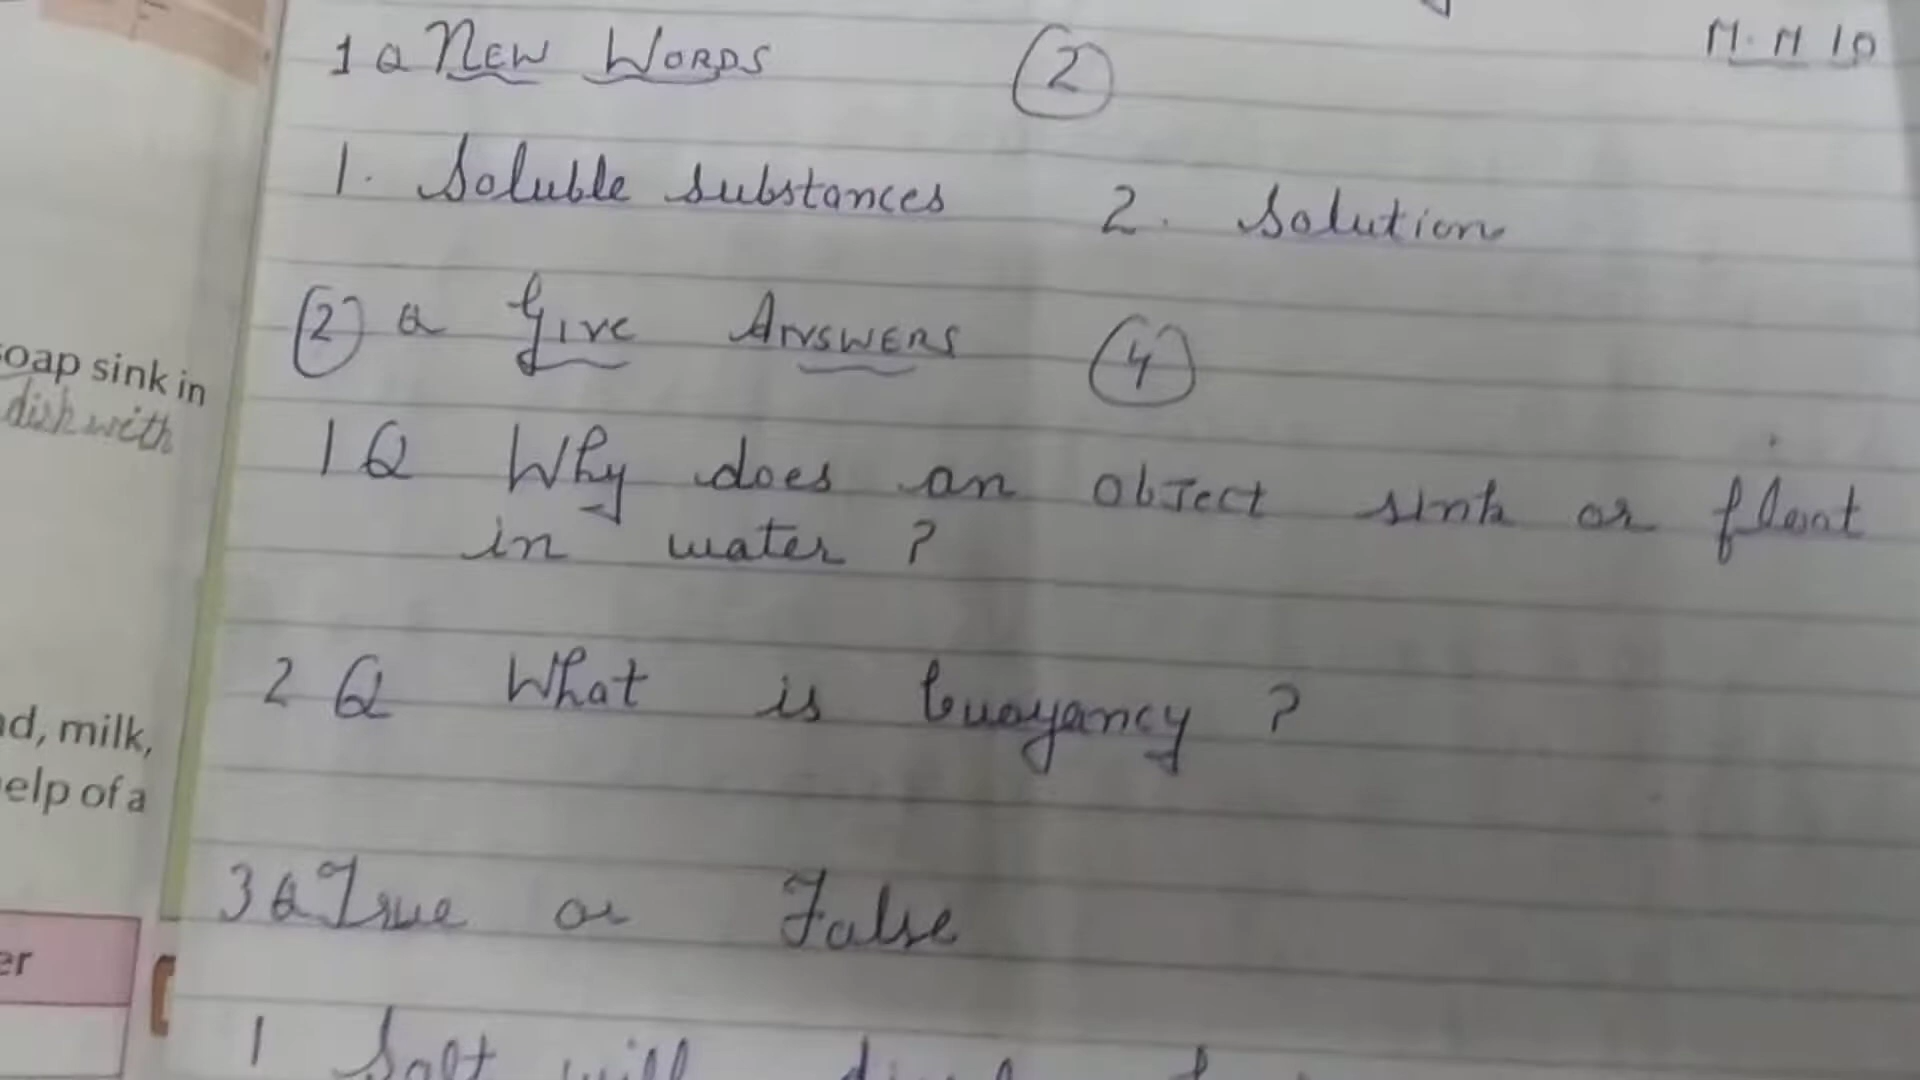 M.M 10
1 Q New Words (2)
1. Soluble substances 2. Solution
(2) Q Give Answers (4)
oap sink in
dish with
1 Q Why does an object sink or float
in water ?
2 Q What is buoyancy ?
d, milk,
elp of a
3 Q True or False
er
1 Salt will